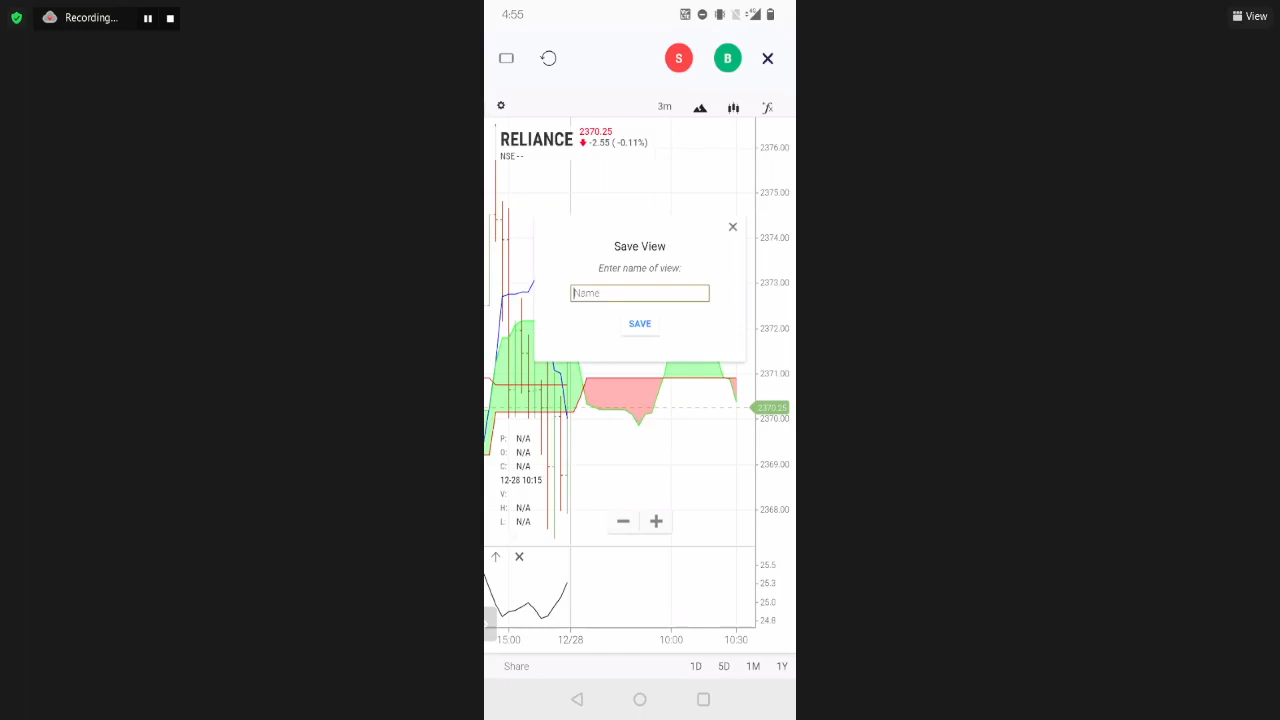 Recording...
View
4:55
S
B
3m
RELIANCE
2370.25
-2.55 ( -0.11%)
NSE --
2376.00
2375.00
2374.00
2373.00
2372.00
2371.00
2370.25
2370.00
2369.00
2368.00
Save View
Enter name of view:
Name
SAVE
P: N/A
O: N/A
C: N/A
12-28 10:15
V:
H: N/A
L: N/A
25.5
25.3
25.0
24.8
15:00
12/28
10:00
10:30
Share
1D
5D
1M
1Y